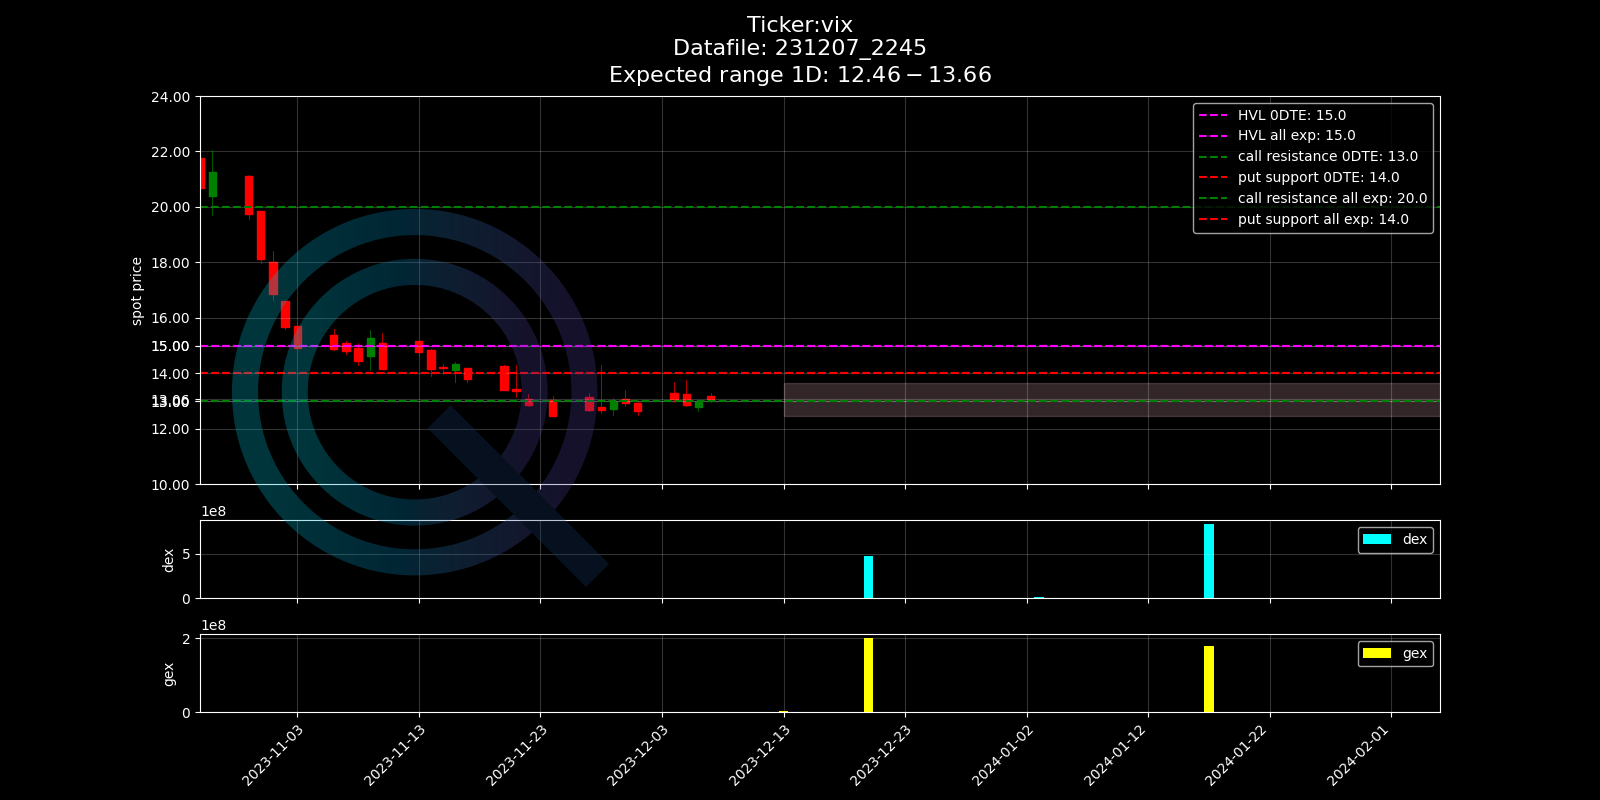 Ticker:vix
Datafile: 231207_2245
Expected range 1D: 12.46 − 13.66
24.00
22.00
20.00
18.00
16.00
15.00
14.00
13.06
12.00
10.00
spot price
HVL 0DTE: 15.0
HVL all exp: 15.0
call resistance 0DTE: 13.0
put support 0DTE: 14.0
call resistance all exp: 20.0
put support all exp: 14.0
1e8
5
0
dex
dex
1e8
2
0
gex
gex
2023-11-03
2023-11-13
2023-11-23
2023-12-03
2023-12-13
2023-12-23
2024-01-02
2024-01-12
2024-01-22
2024-02-01